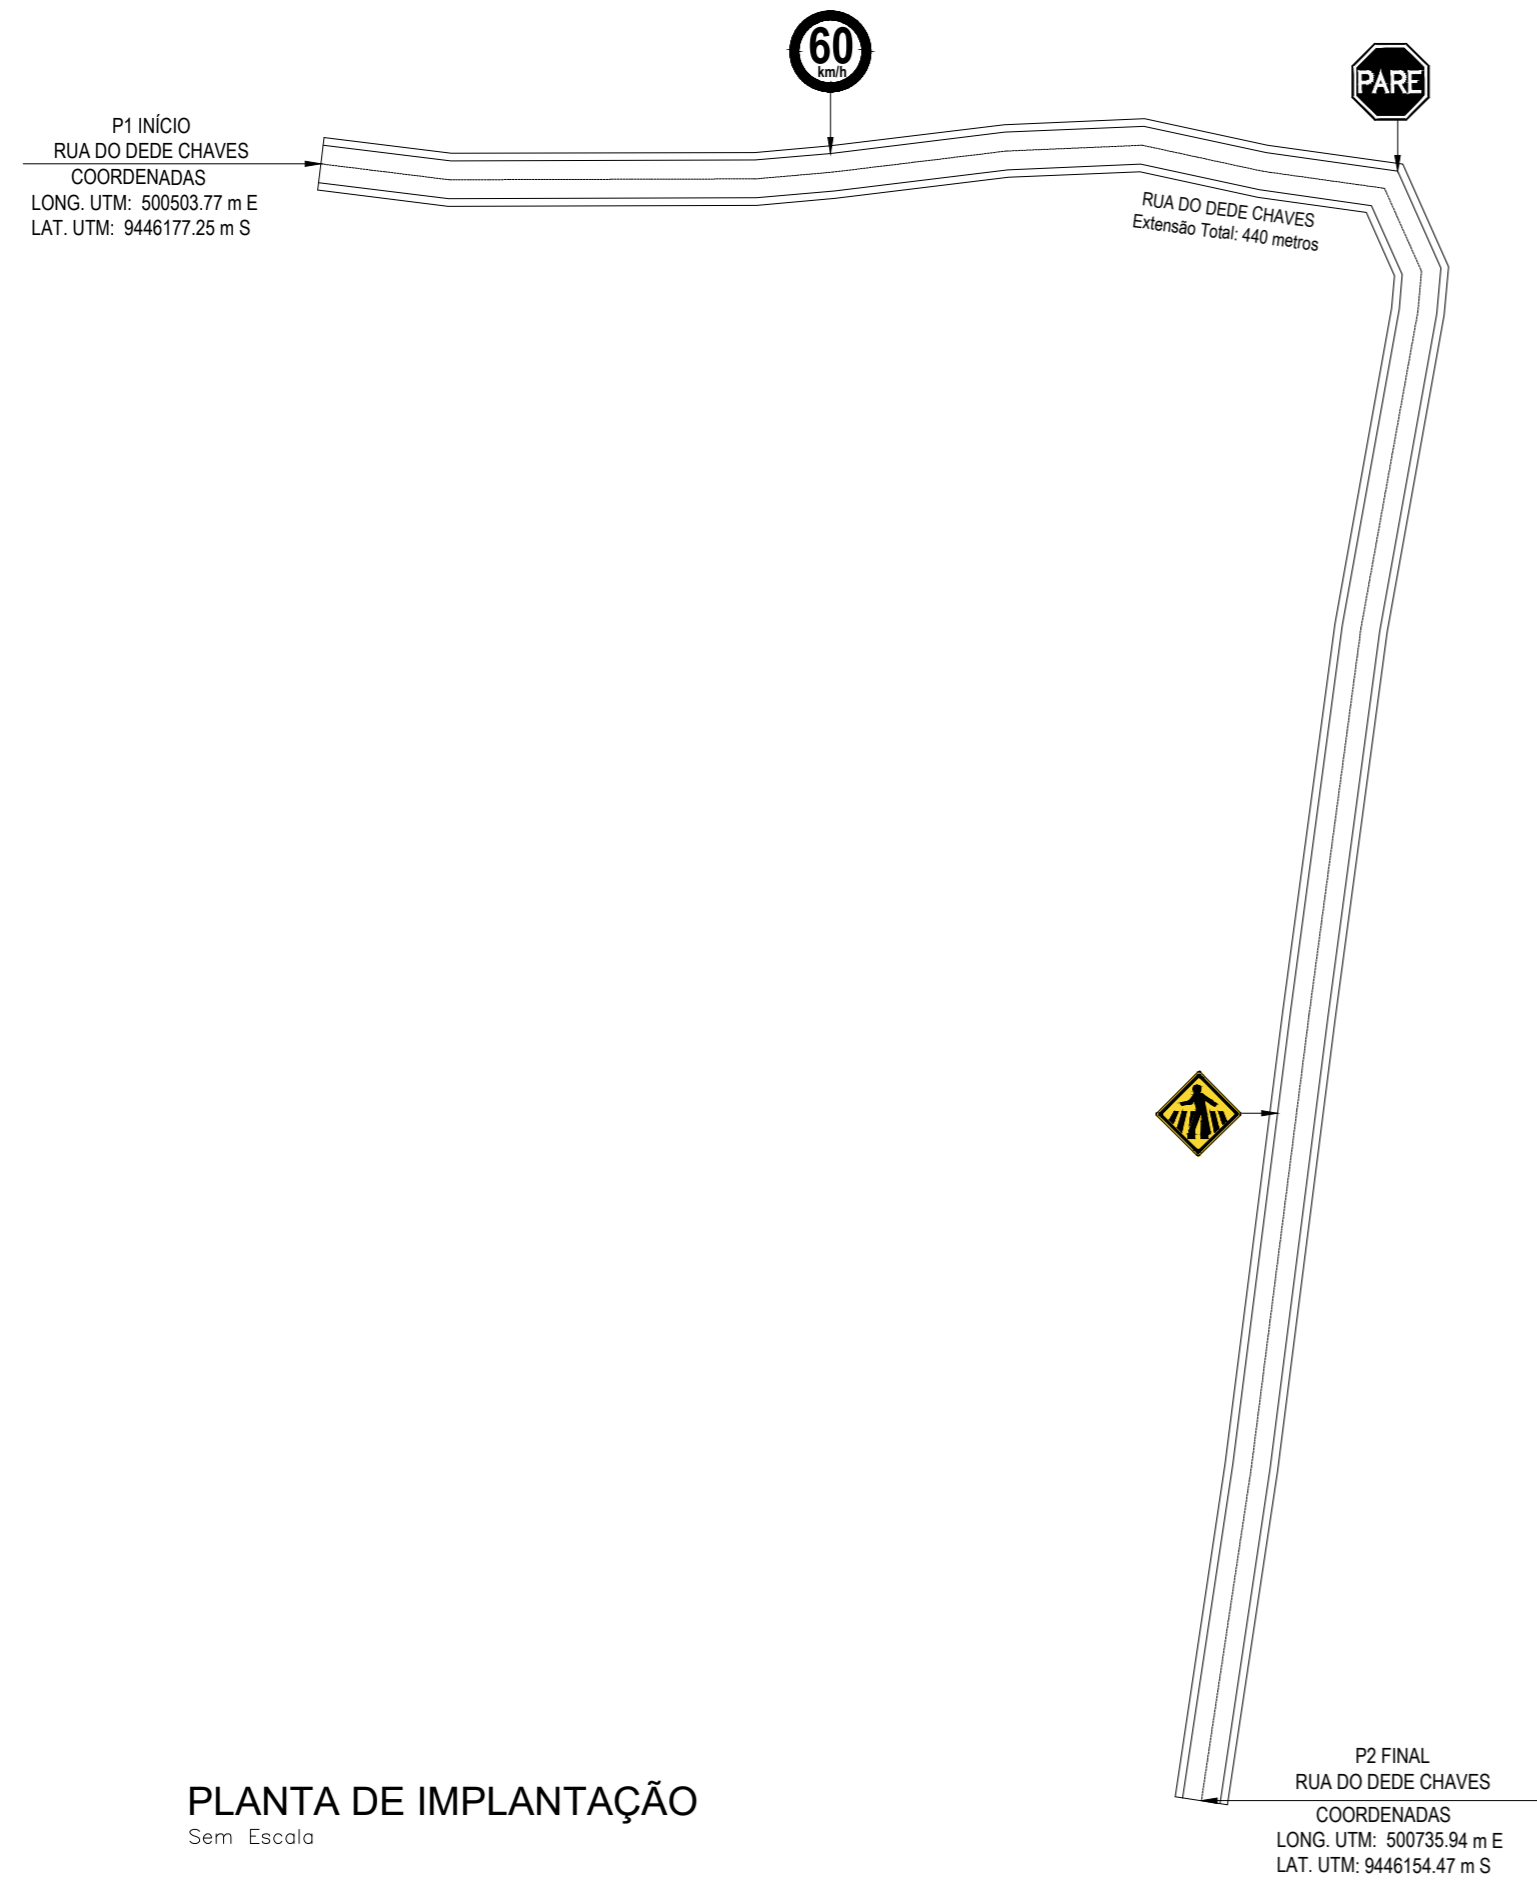 60
km/h
PARE
P1 INÍCIO
RUA DO DEDE CHAVES
COORDENADAS
LONG. UTM: 500503.77 m E
LAT. UTM: 9446177.25 m S
RUA DO DEDE CHAVES
Extensão Total: 440 metros
P2 FINAL
RUA DO DEDE CHAVES
COORDENADAS
LONG. UTM: 500735.94 m E
LAT. UTM: 9446154.47 m S
PLANTA DE IMPLANTAÇÃO
Sem Escala